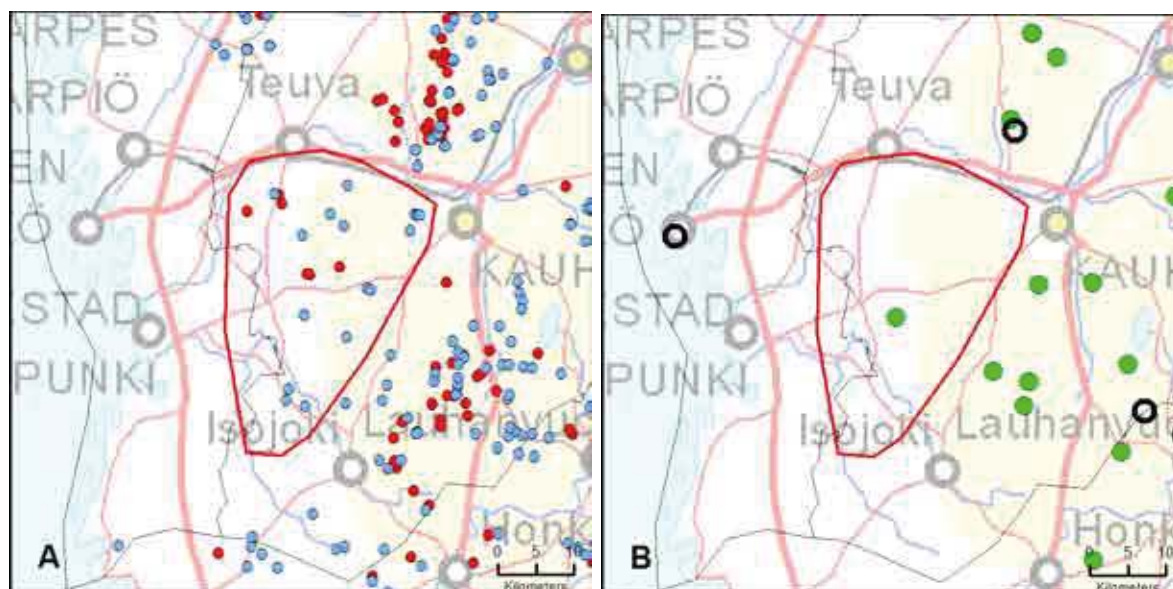 ARPES
ARPIÖ
Teuva
EN
Ö
KAUH
STAD
PUNKI
Isojoki
Lauhanvuo
Honk
A
0 5 10
Kilometers
ARPES
ARPIÖ
Teuva
EN
Ö
KAUH
STAD
PUNKI
Isojoki
Lauhanvuo
Honk
B
0 5 10
Kilometers